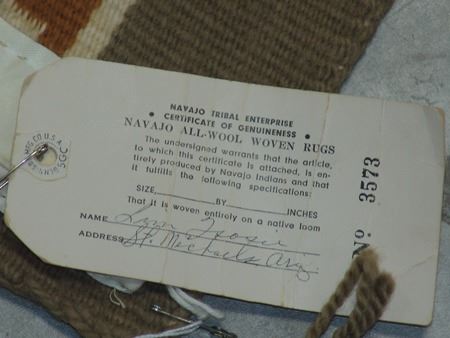 NAVAJO TRIBAL ENTERPRISE
• CERTIFICATE OF GENUINENESS •
NAVAJO ALL-WOOL WOVEN RUGS
The undersigned warrants that the article,
to which this certificate is attached, is en-
tirely produced by Navajo Indians and that
it fulfills the following specifications:
SIZE BY INCHES
That it is woven entirely on a native loom
NAME
ADDRESS St. Michaels Ariz.
No. 3573
MFG CO. U.S.A.